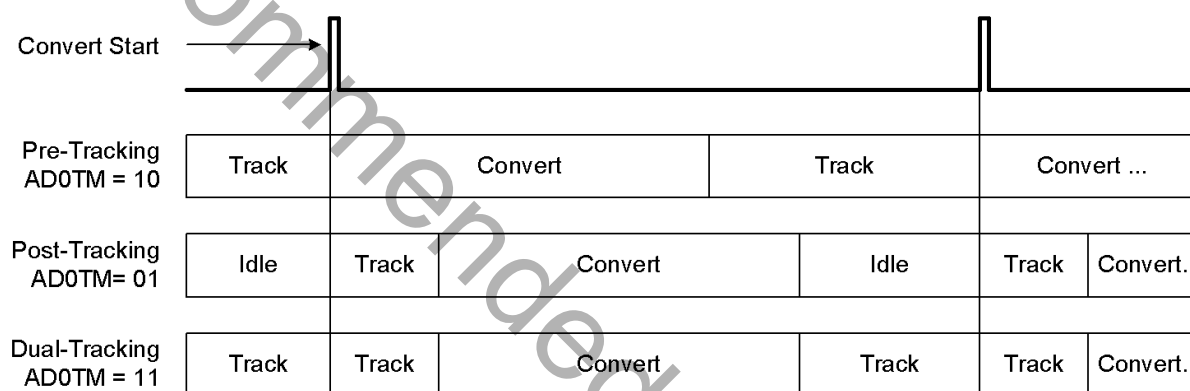 Convert Start
Pre-Tracking
AD0TM = 10
Track Convert Track Convert ...
Post-Tracking
AD0TM= 01
Idle Track Convert Idle Track Convert.
Dual-Tracking
AD0TM = 11
Track Track Convert Track Track Convert.
ommended